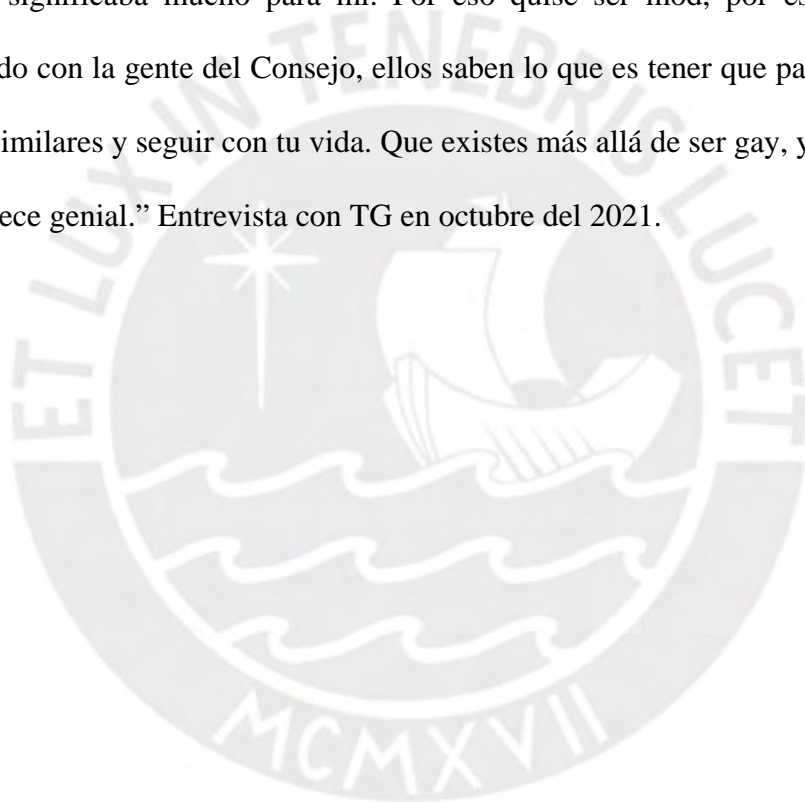 significaba mucho para mí. Por eso quise ser mod, por es
do con la gente del Consejo, ellos saben lo que es tener que pa
imilares y seguir con tu vida. Que existes más allá de ser gay, y
ece genial.” Entrevista con TG en octubre del 2021.
ET LUX IN TENEBRIS LUCET
MCMXVII